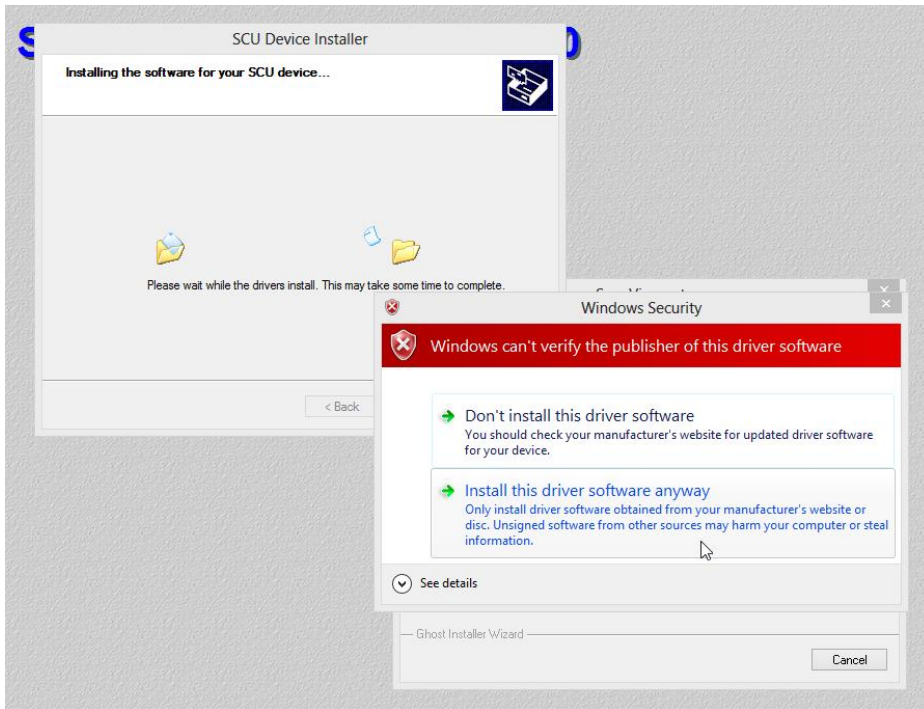 SCU Device Installer
Installing the software for your SCU device...
Please wait while the drivers install. This may take some time to complete.
< Back
Windows Security
Windows can't verify the publisher of this driver software
Don't install this driver software
You should check your manufacturer's website for updated driver software
for your device.
Install this driver software anyway
Only install driver software obtained from your manufacturer's website or
disc. Unsigned software from other sources may harm your computer or steal
information.
See details
Ghost Installer Wizard
Cancel